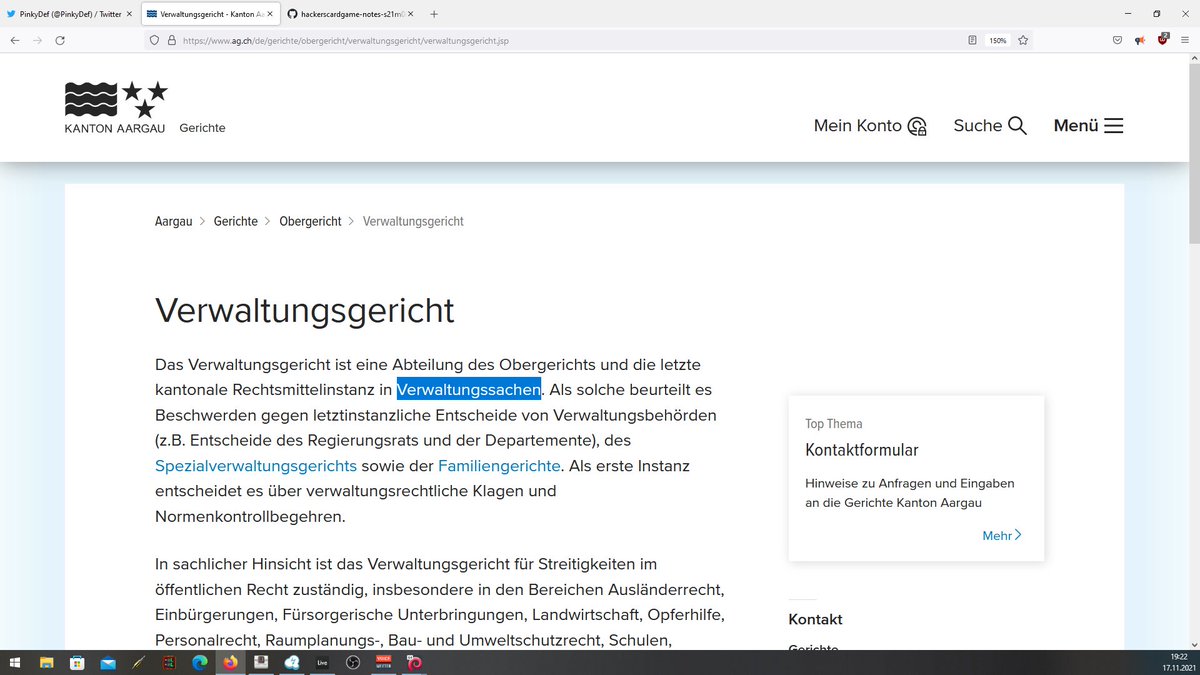 PinkyDef (@PinkyDef) / Twitter
Verwaltungsgericht - Kanton Aa
hackerscardgame-notes-s21m0
https://www.ag.ch/de/gerichte/obergericht/verwaltungsgericht/verwaltungsgericht.jsp
150%
2
KANTON AARGAU Gerichte
Mein Konto Suche Menü
Aargau > Gerichte > Obergericht > Verwaltungsgericht
Verwaltungsgericht
Das Verwaltungsgericht ist eine Abteilung des Obergerichts und die letzte
kantonale Rechtsmittelinstanz in Verwaltungssachen. Als solche beurteilt es
Beschwerden gegen letztinstanzliche Entscheide von Verwaltungsbehörden
(z.B. Entscheide des Regierungsrats und der Departemente), des
Spezialverwaltungsgerichts sowie der Familiengerichte. Als erste Instanz
entscheidet es über verwaltungsrechtliche Klagen und
Normenkontrollbegehren.
In sachlicher Hinsicht ist das Verwaltungsgericht für Streitigkeiten im
öffentlichen Recht zuständig, insbesondere in den Bereichen Ausländerrecht,
Einbürgerungen, Fürsorgerische Unterbringungen, Landwirtschaft, Opferhilfe,
Personalrecht, Raumplanungs-, Bau- und Umweltschutzrecht, Schulen,
Top Thema
Kontaktformular
Hinweise zu Anfragen und Eingaben
an die Gerichte Kanton Aargau
Mehr
Kontakt
Gerichte
Live
19:22
17.11.2021